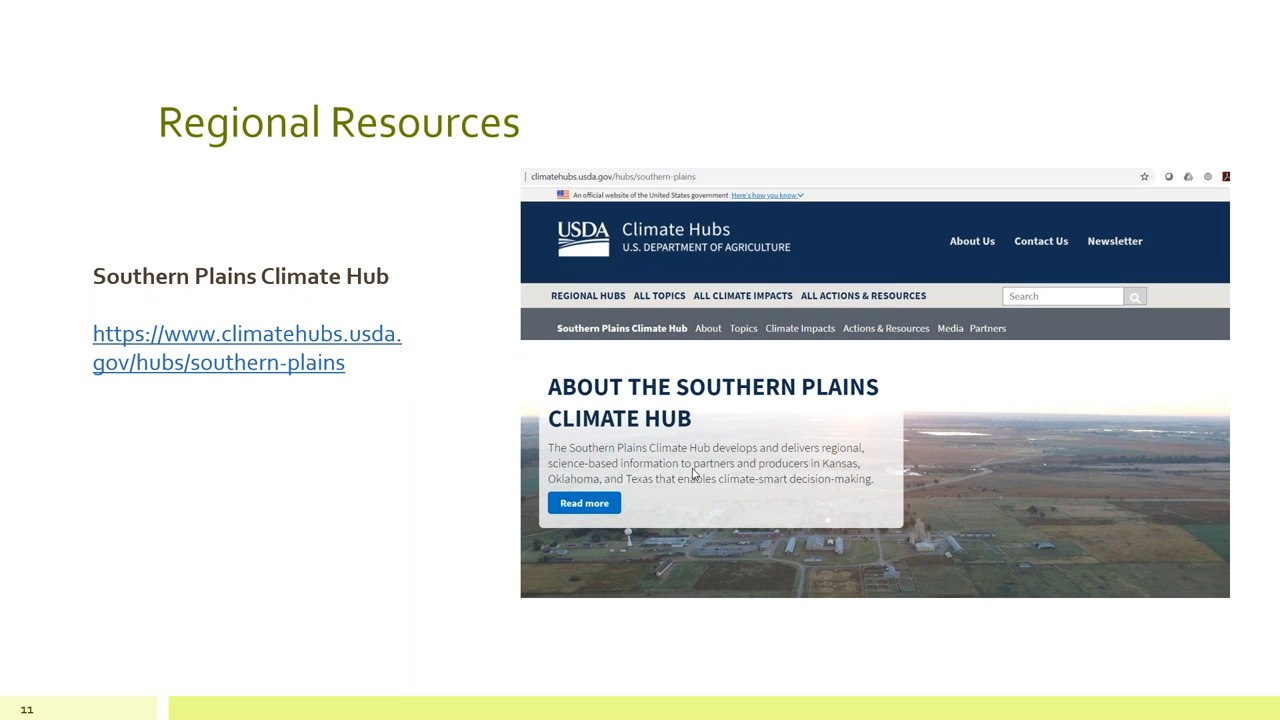 Regional Resources
Southern Plains Climate Hub
https://www.climatehubs.usda.
gov/hubs/southern-plains
climatehubs.usda.gov/hubs/southern-plains
An official website of the United States government Here's how you know
USDA Climate Hubs
U.S. DEPARTMENT OF AGRICULTURE
About Us Contact Us Newsletter
REGIONAL HUBS ALL TOPICS ALL CLIMATE IMPACTS ALL ACTIONS & RESOURCES Search
Southern Plains Climate Hub About Topics Climate Impacts Actions & Resources Media Partners
ABOUT THE SOUTHERN PLAINS
CLIMATE HUB
The Southern Plains Climate Hub develops and delivers regional,
science-based information to partners and producers in Kansas,
Oklahoma, and Texas that enables climate-smart decision-making.
Read more
11